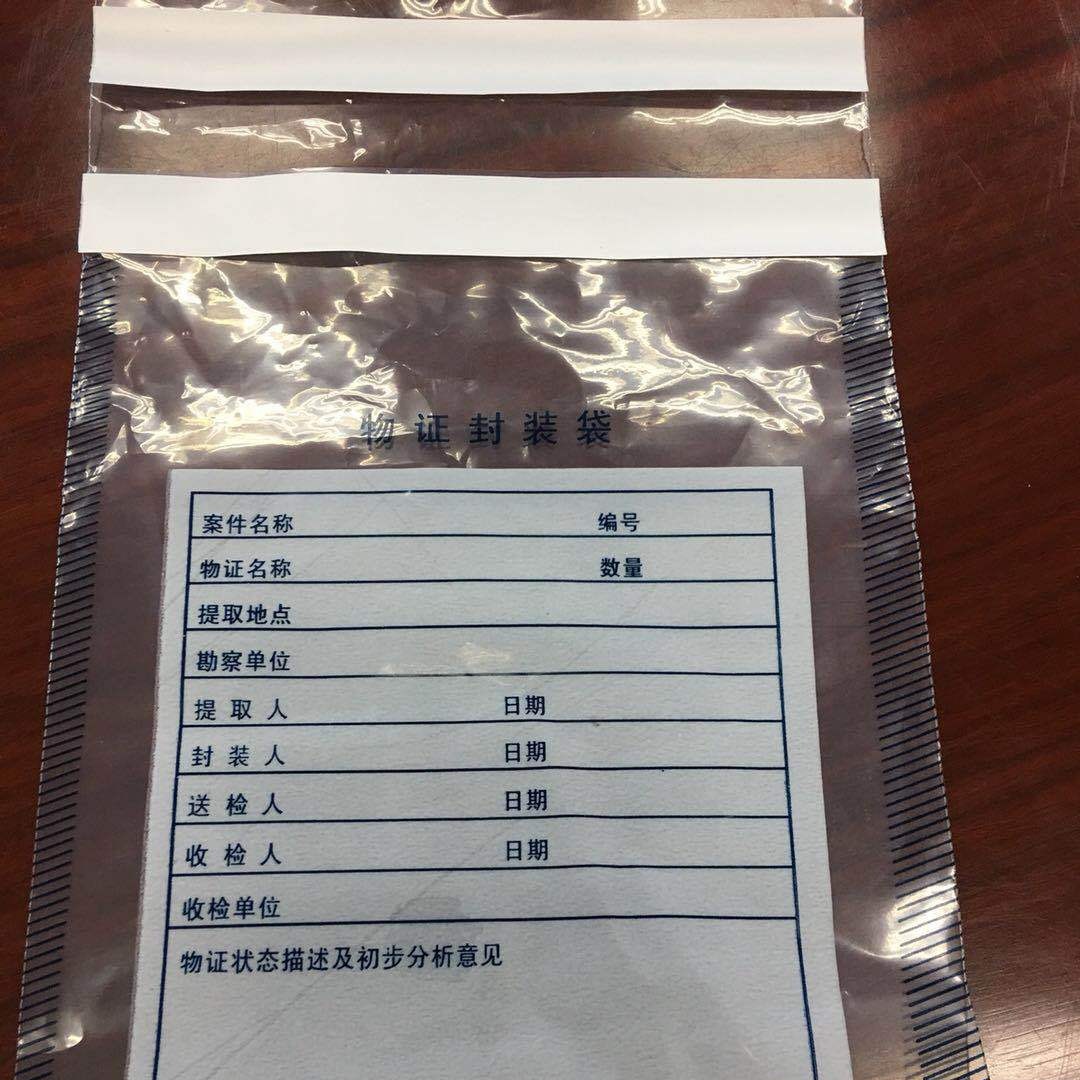 物证封装袋
案件名称 编号
物证名称 数量
提取地点
勘察单位
提取人 日期
封装人 日期
送检人 日期
收检人 日期
收检单位
物证状态描述及初步分析意见